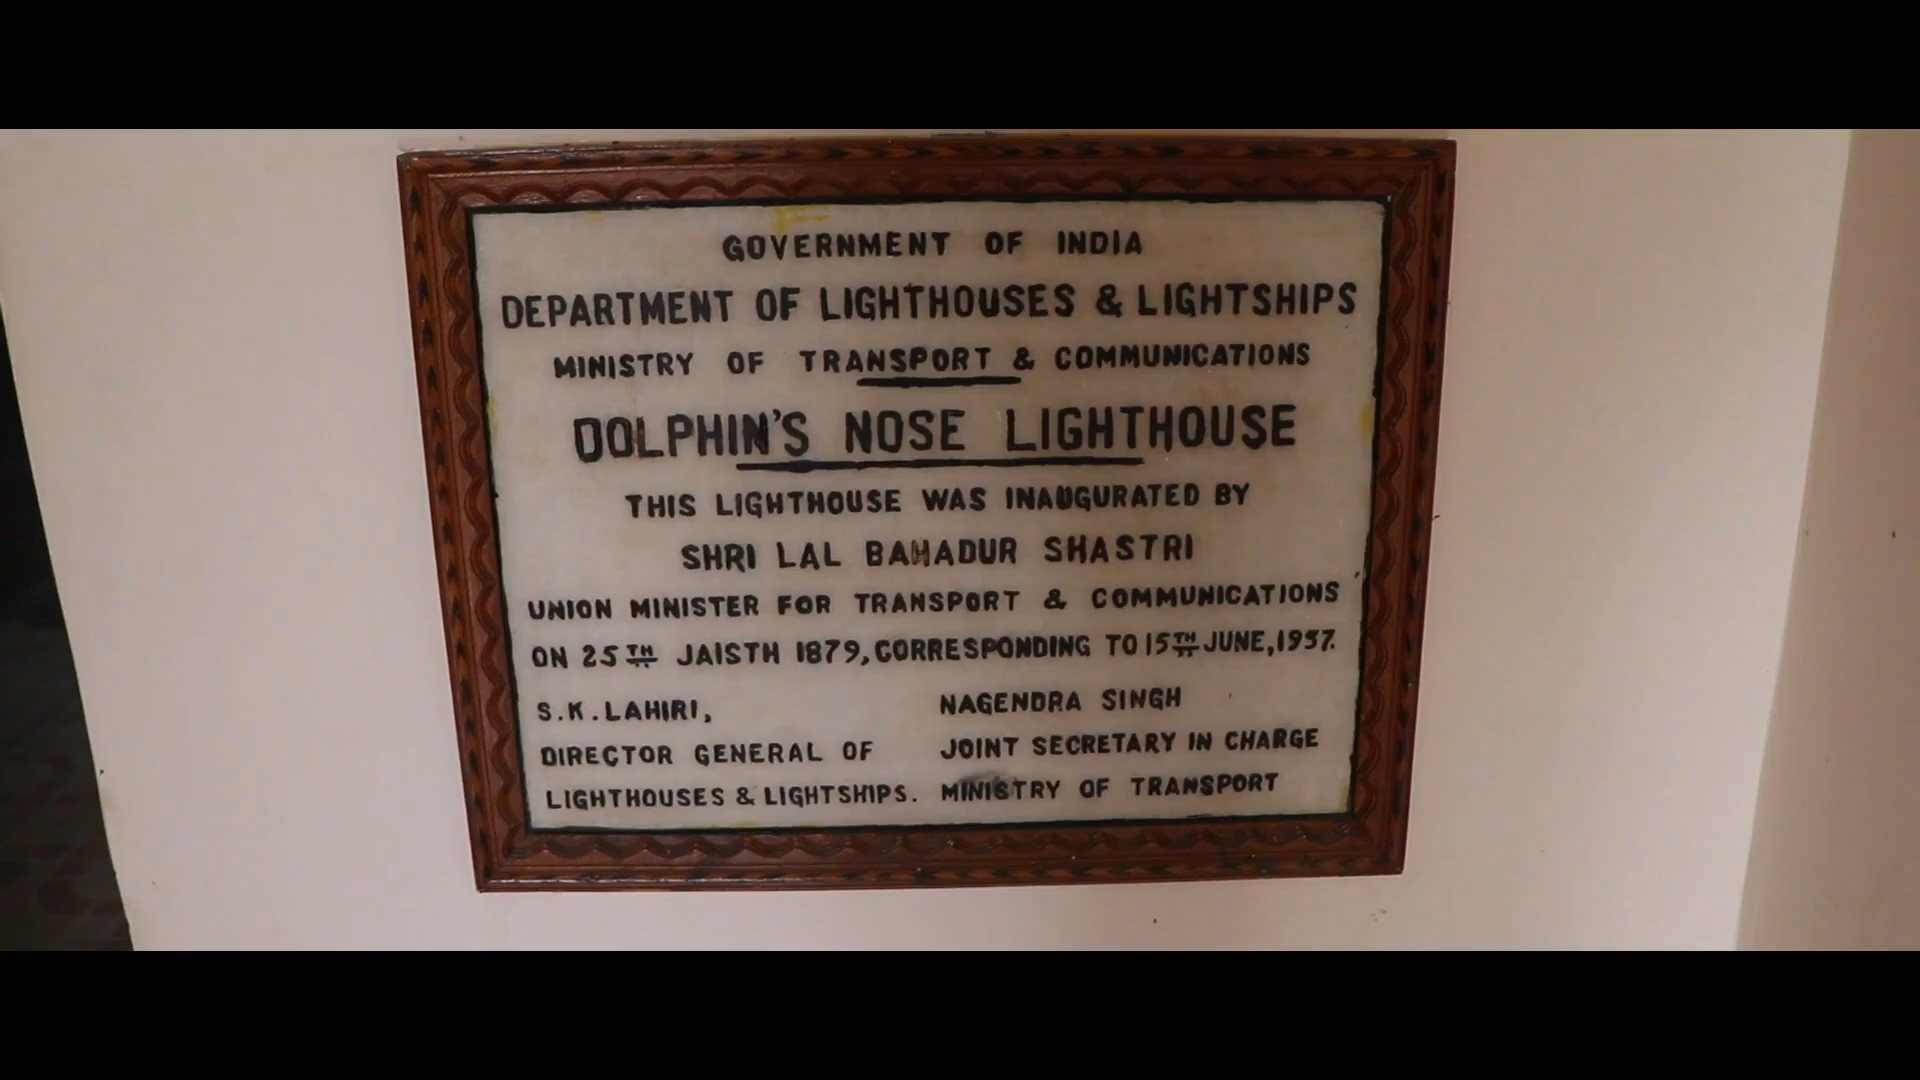 GOVERNMENT OF INDIA
DEPARTMENT OF LIGHTHOUSES & LIGHTSHIPS
MINISTRY OF TRANSPORT & COMMUNICATIONS
DOLPHIN'S NOSE LIGHTHOUSE
THIS LIGHTHOUSE WAS INAUGURATED BY
SHRI LAL BAHADUR SHASTRI
UNION MINISTER FOR TRANSPORT & COMMUNICATIONS
ON 25TH JAISTH 1879, CORRESPONDING TO 15TH JUNE, 1957.
S.K. LAHIRI,
DIRECTOR GENERAL OF
LIGHTHOUSES & LIGHTSHIPS.
NAGENDRA SINGH
JOINT SECRETARY IN CHARGE
MINISTRY OF TRANSPORT